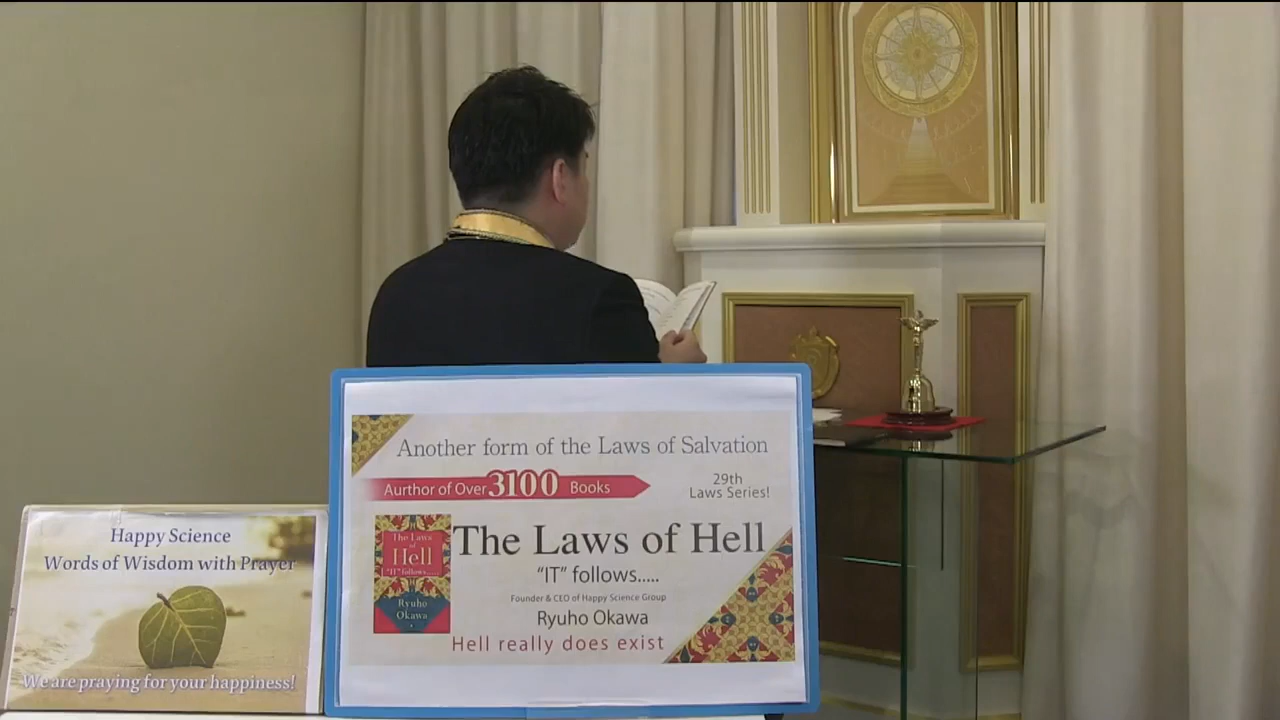 Another form of the Laws of Salvation
Aurthor of Over 3100 Books
29th
Laws Series!
The Laws of Hell
"IT" follows.....
Founder & CEO of Happy Science Group
Ryuho Okawa
Hell really does exist
The Laws
of
Hell
"IT" follows.....
Ryuho
Okawa
Happy Science
Words of Wisdom with Prayer
We are praying for your happiness!